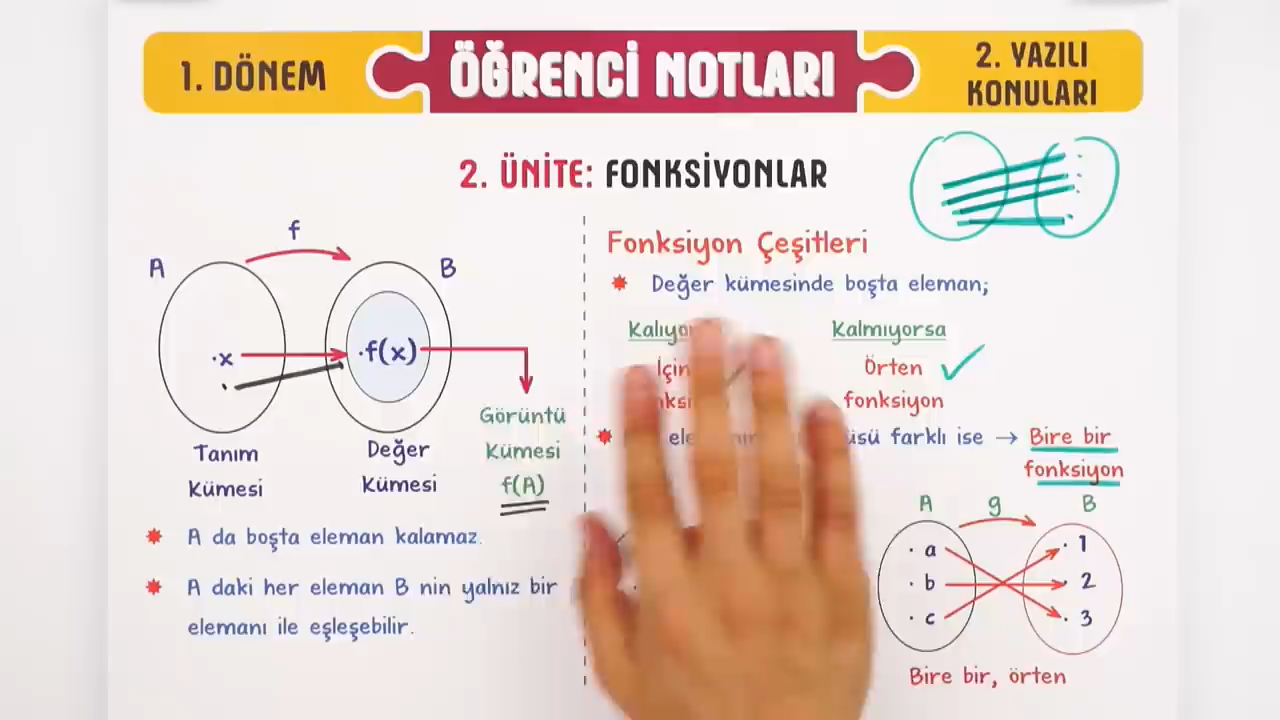 1. DÖNEM
ÖĞRENCİ NOTLARI
2. YAZILI
KONULARI
2. ÜNİTE: FONKSİYONLAR
f
A
B
·x
·f(x)
Tanım
Kümesi
Değer
Kümesi
Görüntü
Kümesi
f(A)
A da boşta eleman kalamaz.
A daki her eleman B nin yalnız bir
elemanı ile eşleşebilir.
Fonksiyon Çeşitleri
Değer kümesinde boşta eleman;
Kalmıyorsa
Örten
fonksiyon
farklı ise → Bire bir
fonksiyon
A
g
B
· a
· b
· c
· 1
· 2
· 3
Bire bir, örten